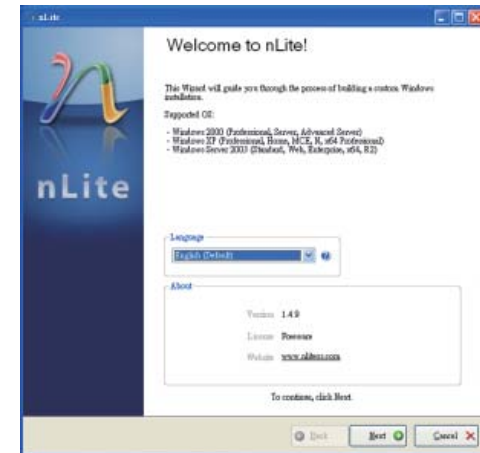 nLite
Welcome to nLite!
This Wizard will guide you through the process of building a custom Windows
installation.
Supported OS:
- Windows 2000 (Professional, Server, Advanced Server)
- Windows XP (Professional, Home, MCE, N, x64 Professional)
- Windows Server 2003 (Standard, Web, Enterprise, x64, R2)
nLite
Language
English (Default)
About
Version 1.4.9
License Freeware
Website www.nliteos.com
To continue, click Next.
Back Next Cancel